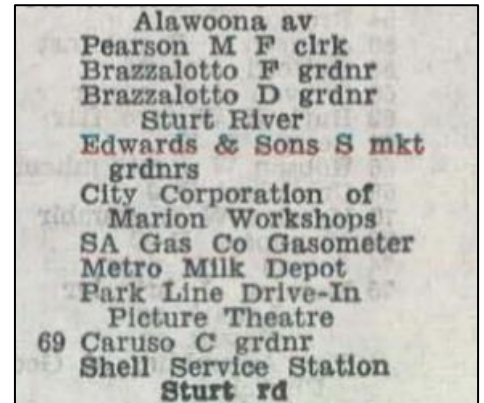 Alawoona av
Pearson M F clrk
Brazzalotto F grdnr
Brazzalotto D grdnr
Sturt River
Edwards & Sons S mkt
grdnrs
City Corporation of
Marion Workshops
SA Gas Co Gasometer
Metro Milk Depot
Park Line Drive-In
Picture Theatre
69 Caruso C grdnr
Shell Service Station
Sturt rd